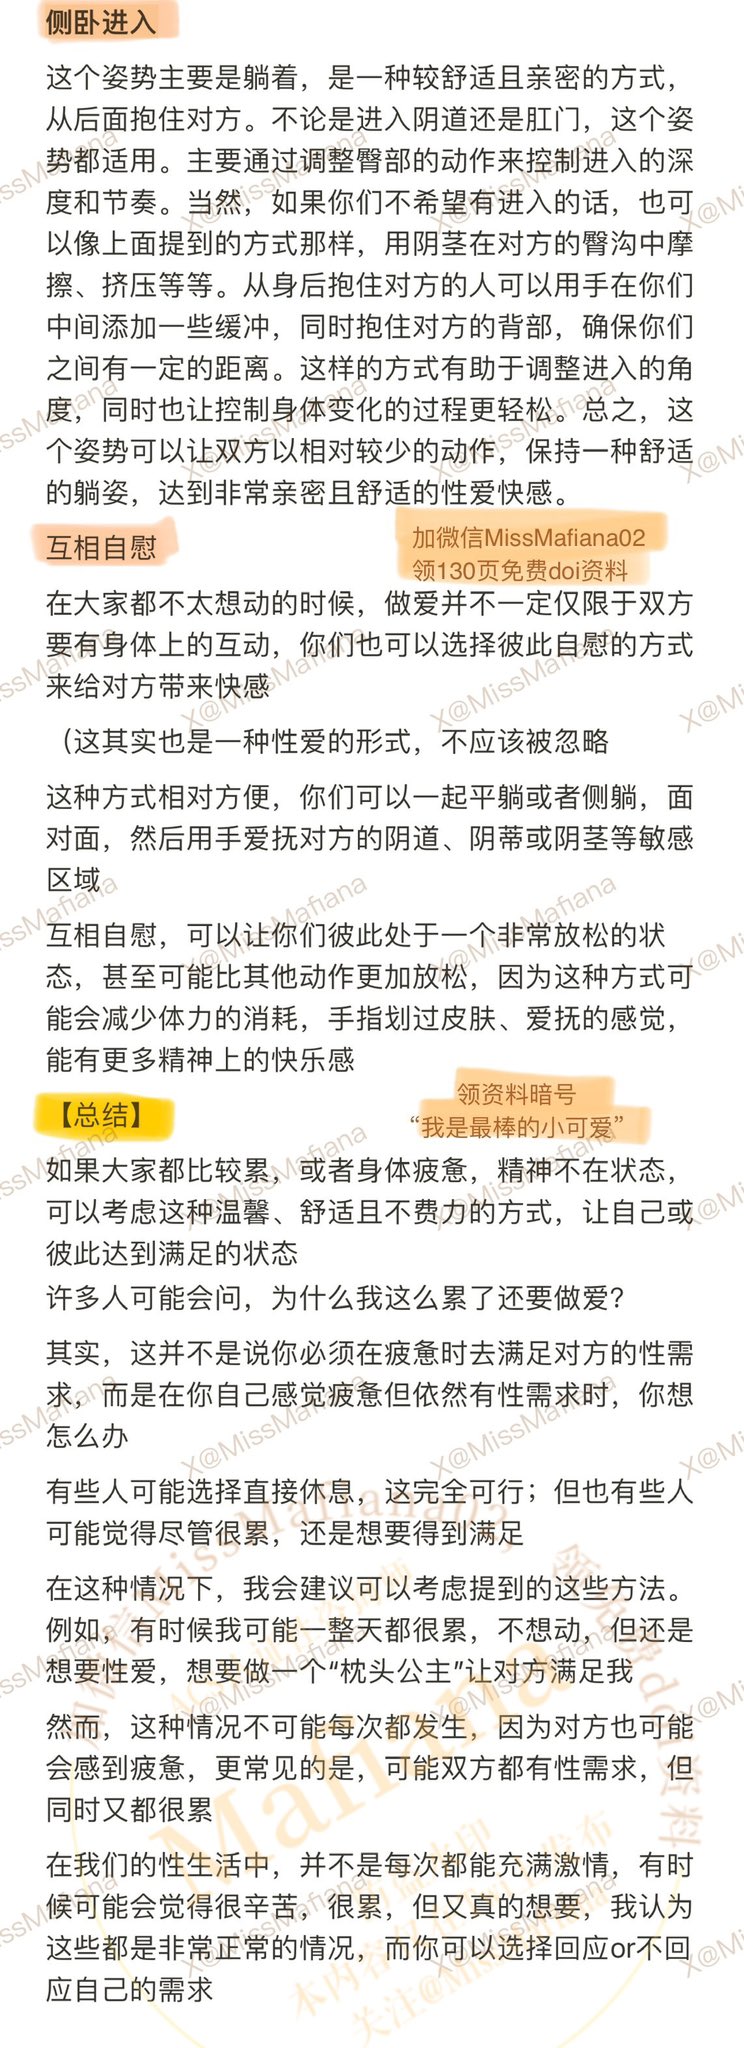 侧卧进入
这个姿势主要是躺着，是一种较舒适且亲密的方式，
从后面抱住对方。不论是进入阴道还是肛门，这个姿
势都适用。主要通过调整臀部的动作来控制进入的深
度和节奏。当然，如果你们不希望有进入的话，也可
以像上面提到的方式那样，用阴茎在对方的臀沟中摩
擦、挤压等等。从身后抱住对方的人可以用手在你们
中间添加一些缓冲，同时抱住对方的背部，确保你们
之间有一定的距离。这样的方式有助于调整进入的角
度，同时也让控制身体变化的过程更轻松。总之，这
个姿势可以让双方以相对较少的动作，保持一种舒适
的躺姿，达到非常亲密且舒适的性爱快感。
互相自慰
加微信MissMafiana02
领130页免费doi资料
在大家都不太想动的时候，做爱并不一定仅限于双方
要有身体上的互动，你们也可以选择彼此自慰的方式
来给对方带来快感
（这其实也是一种性爱的形式，不应该被忽略
这种方式相对方便，你们可以一起平躺或者侧躺，面
对面，然后用手爱抚对方的阴道、阴蒂或阴茎等敏感
区域
互相自慰，可以让你们彼此处于一个非常放松的状
态，甚至可能比其他动作更加放松，因为这种方式可
能会减少体力的消耗，手指划过皮肤、爱抚的感觉，
能有更多精神上的快乐感
【总结】
领资料暗号
“我是最棒的小可爱”
如果大家都比较累，或者身体疲惫，精神不在状态，
可以考虑这种温馨、舒适且不费力的方式，让自己或
彼此达到满足的状态
许多人可能会问，为什么我这么累了还要做爱？
其实，这并不是说你必须在疲惫时去满足对方的性需
求，而是在你自己感觉疲惫但依然有性需求时，你想
怎么办
有些人可能选择直接休息，这完全可行；但也有些人
可能觉得尽管很累，还是想要得到满足
在这种情况下，我会建议可以考虑提到的这些方法。
例如，有时候我可能一整天都很累，不想动，但还是
想要性爱，想要做一个“枕头公主”让对方满足我
然而，这种情况不可能每次都发生，因为对方也可能
会感到疲惫，更常见的是，可能双方都有性需求，但
同时又都很累
在我们的性生活中，并不是每次都能充满激情，有时
候可能会觉得很辛苦，很累，但又真的想要，我认为
这些都是非常正常的情况，而你可以选择回应or不回
应自己的需求
X@MissMafiana
Mafiana